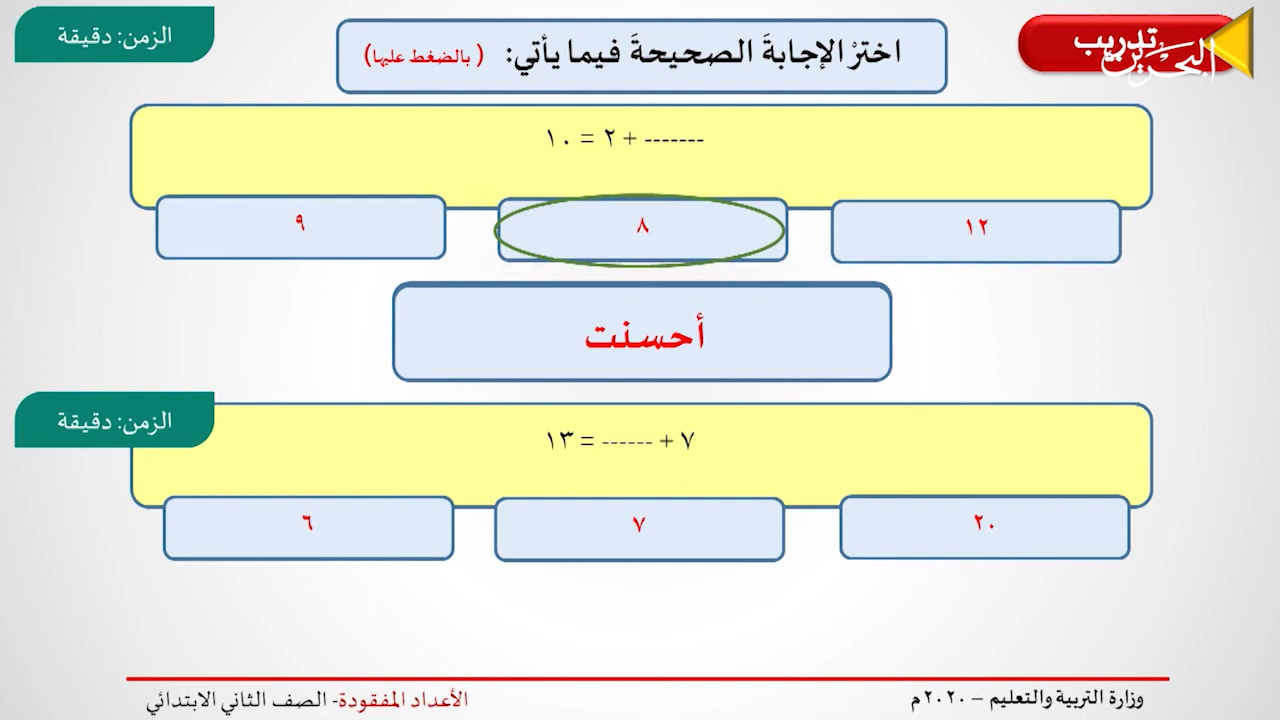 تدريب
البحرين
اخترْ الإجابةَ الصحيحةَ فيما يأتي: ( بالضغط عليها)
الزمن: دقيقة
------- + ٢ = ١٠
١٢
٨
٩
أحسنت
الزمن: دقيقة
٧ + ------ = ١٣
٢٠
٧
٦
وزارة التربية والتعليم – ٢٠٢٠م
الأعداد المفقودة- الصف الثاني الابتدائي